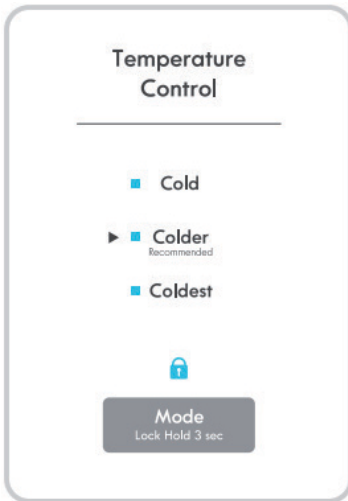 Temperature
Control
Cold
Colder
Recommended
Coldest
Mode
Lock Hold 3 sec